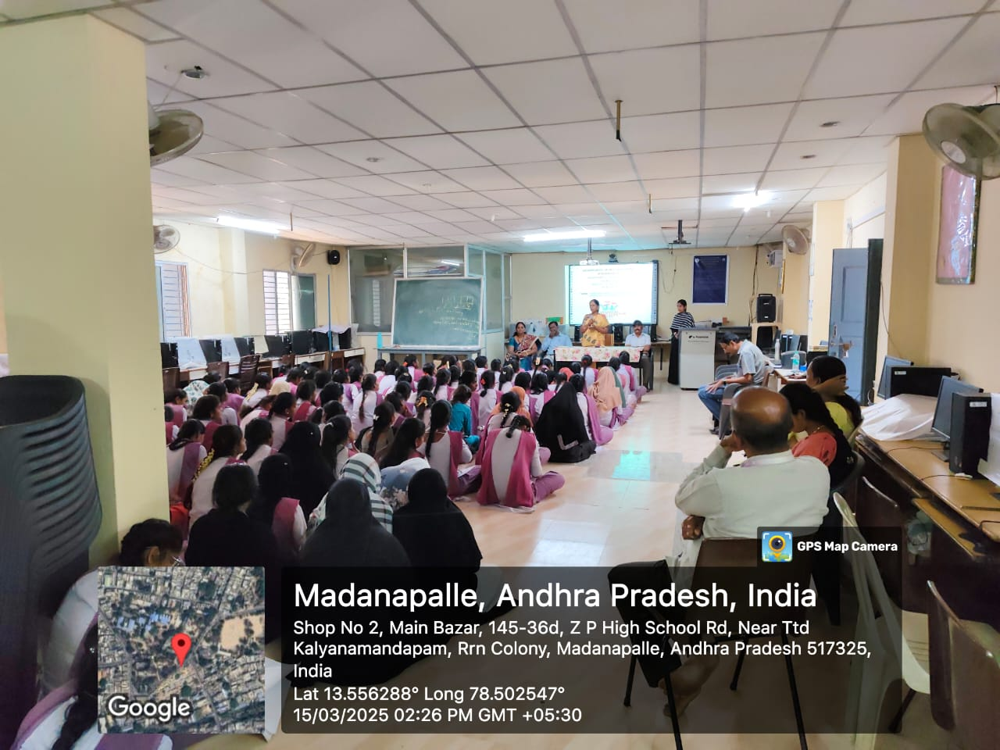 GPS Map Camera
Madanapalle, Andhra Pradesh, India
Shop No 2, Main Bazar, 145-36d, Z P High School Rd, Near Ttd
Kalyanamandapam, Rrn Colony, Madanapalle, Andhra Pradesh 517325,
India
Lat 13.556288° Long 78.502547°
15/03/2025 02:26 PM GMT +05:30
Google